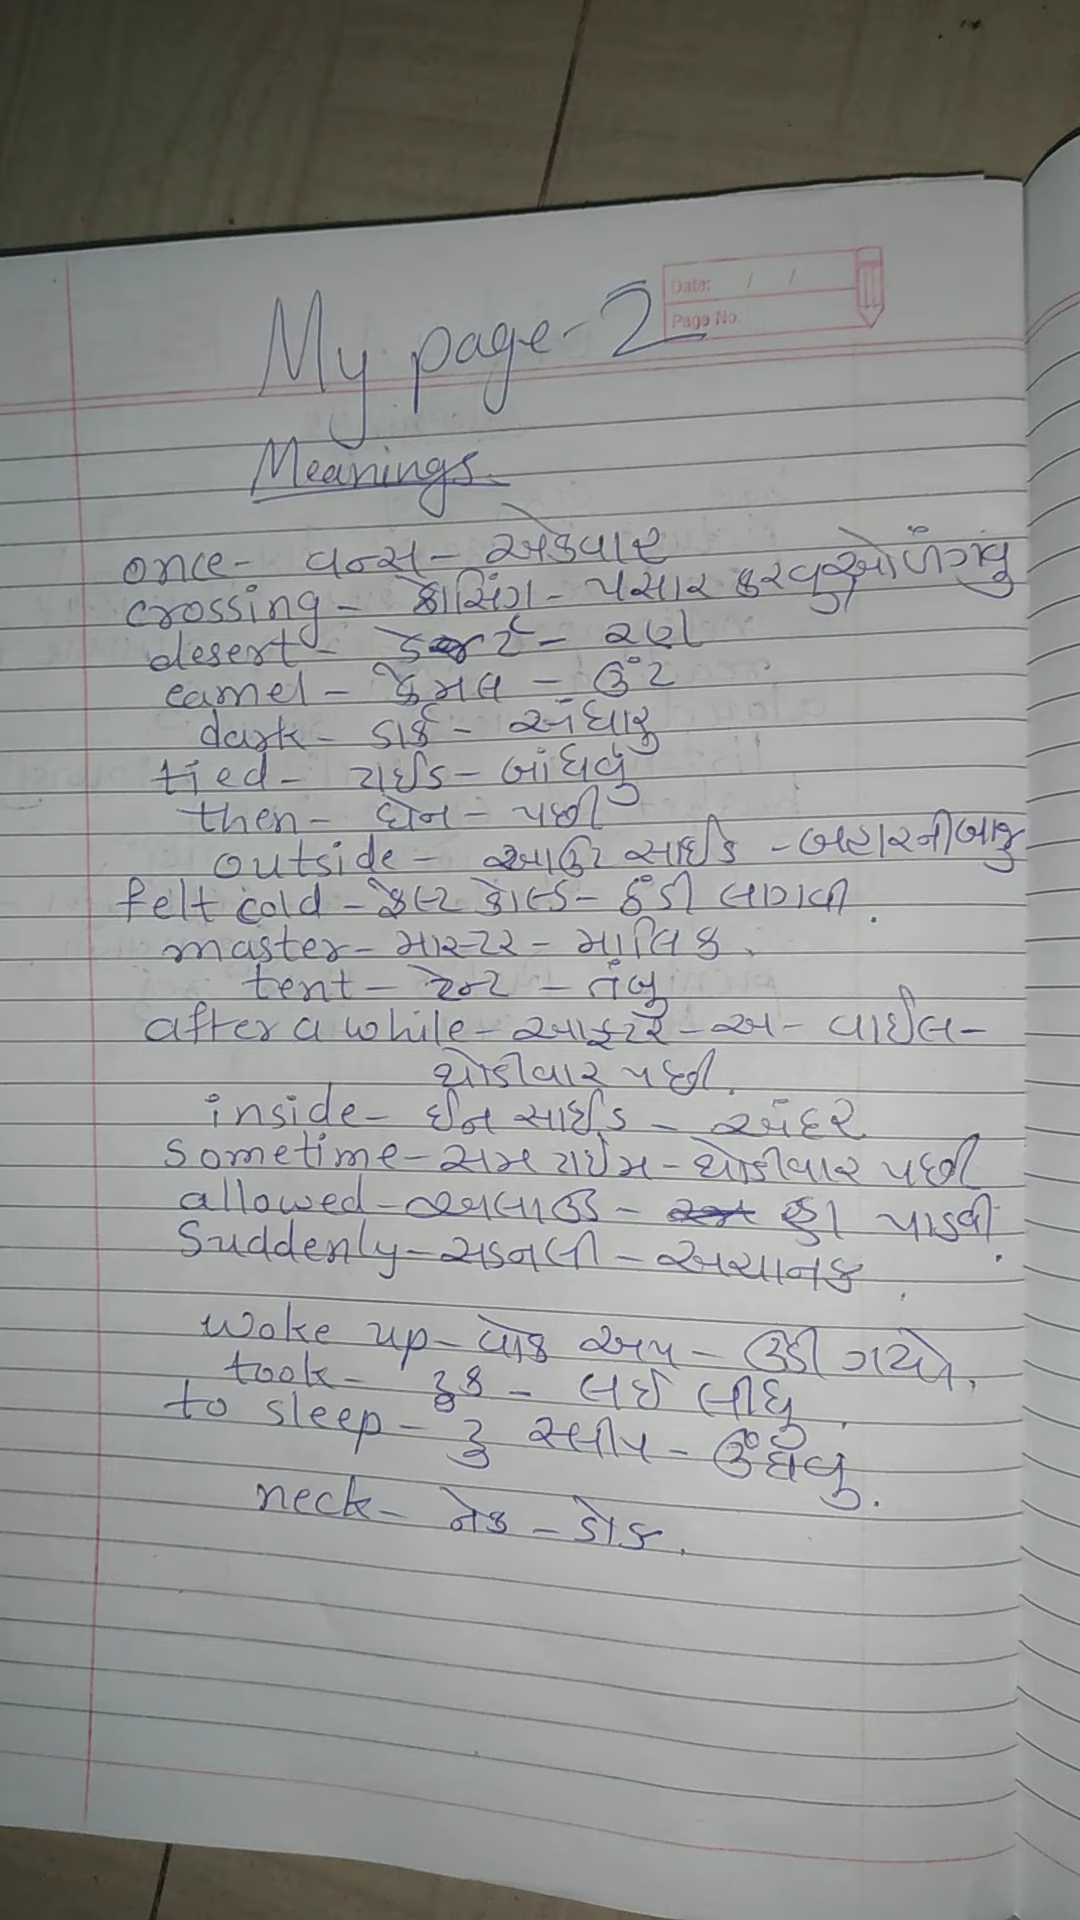 Date: / /
Page No.
My page-2
Meanings
once- વન્સ- એકવાર
crossing- ક્રોસિંગ- પસાર કરવુ ઓળંગવુ
desert- રણ
camel- કેમલ - ઉંટ
dark- ડાર્ક- અંધારુ
tied- ટાઈડ- બાંધવું
then- ધેન- પછી
outside- આઉટ સાઈડ -બહારનીબાજુ
felt cold-ફેલ્ટ કોલ્ડ- ઠંડી લાગવી.
master- માસ્ટર- માલિક.
tent- ટેન્ટ - તંબુ
after a while- આફ્ટર-અ- વાઈલ-
થોડીવાર પછી.
inside- ઈન સાઈડ - અંદર
sometime-સમ ટાઈમ- થોડીવાર પછી
allowed-અલાઉડ- હા પાડવી.
Suddenly-સડનલી-અચાનક.
woke up-વોક અપ- ઉઠી ગયો.
took- ટુક - લઈ લીધુ.
to sleep- ટુ સ્લીપ- ઉંઘવુ.
neck- નેક - ડોક.